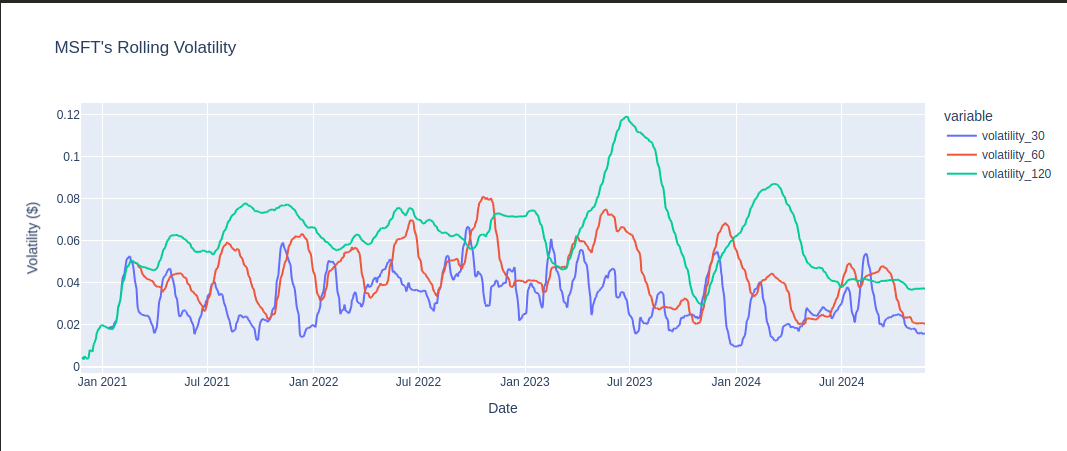 MSFT's Rolling Volatility
variable
volatility_30
volatility_60
volatility_120
Volatility ($)
0.12
0.1
0.08
0.06
0.04
0.02
0
Jan 2021 Jul 2021 Jan 2022 Jul 2022 Jan 2023 Jul 2023 Jan 2024 Jul 2024
Date